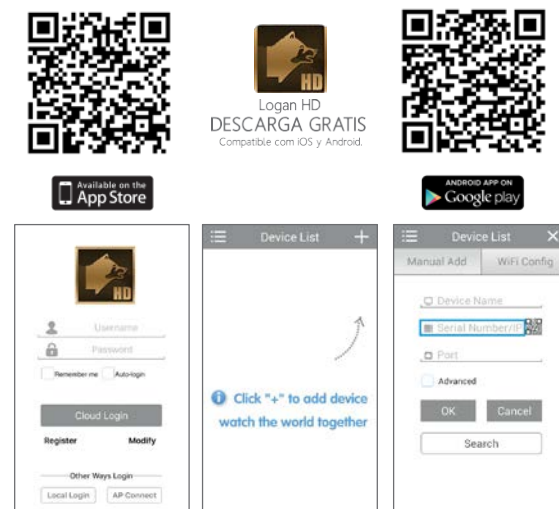 HD
Logan HD
DESCARGA GRATIS
Compatible com iOS y Android.
Available on the
App Store
ANDROID APP ON
Google play
HD
Username
Password
Remember me
Auto-login
Cloud Login
Register
Modify
Other Ways Login
Local Login
AP Connect
Device List
Click "+" to add device
watch the world together
Device List
Manual Add
WiFi Config
Device Name
Serial Number/IP
Port
Advanced
OK
Cancel
Search